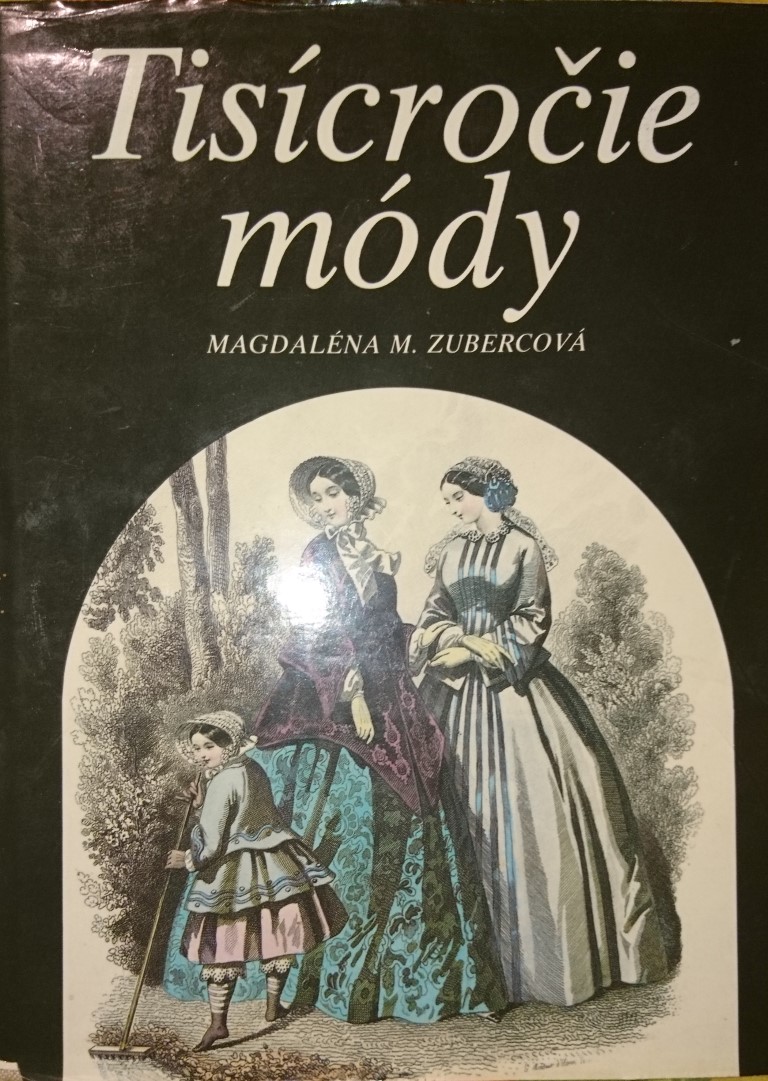 Tisícročie
módy
MAGDALÉNA M. ZUBERCOVÁ